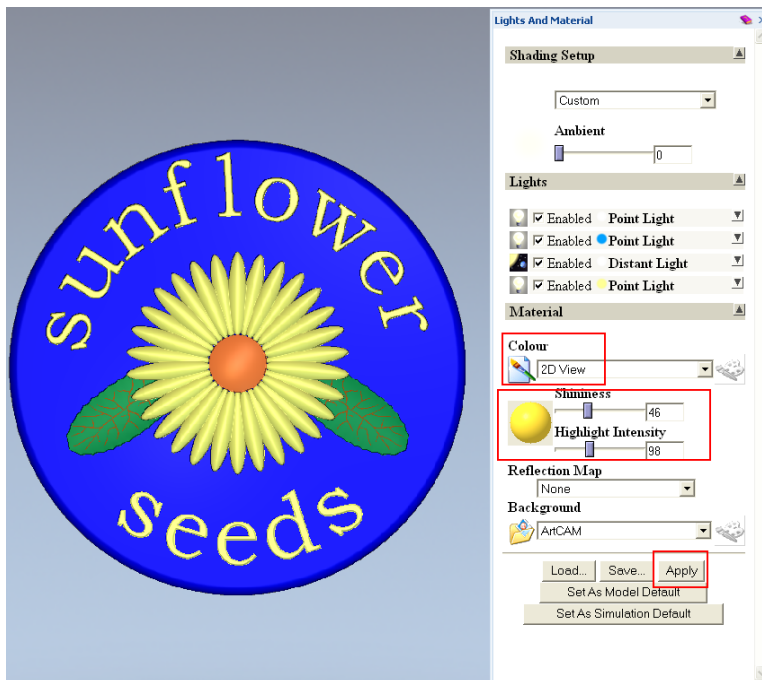 sunflower
seeds
Lights And Material
Shading Setup
Custom
Ambient
0
Lights
Enabled Point Light
Enabled Point Light
Enabled Distant Light
Enabled Point Light
Material
Colour
2D View
Shininess
46
Highlight Intensity
98
Reflection Map
None
Background
ArtCAM
Load... Save... Apply
Set As Model Default
Set As Simulation Default